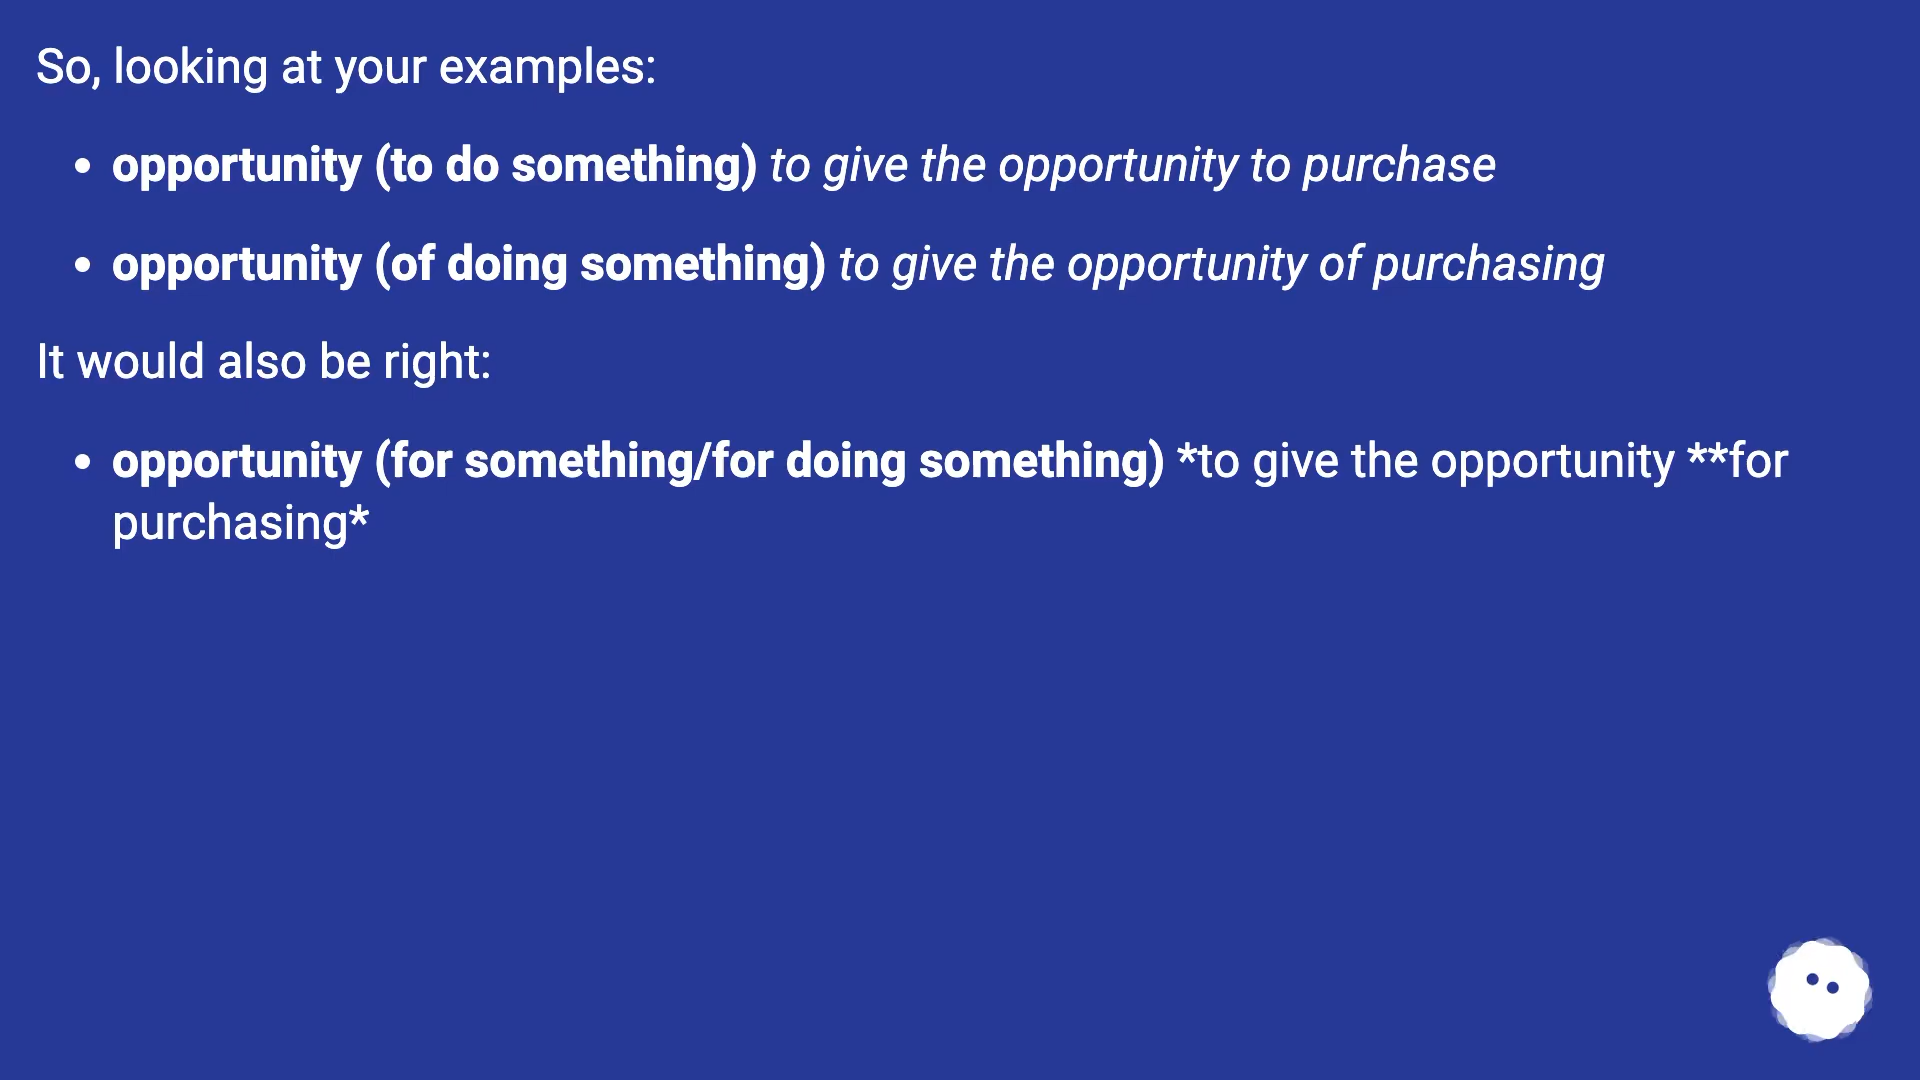 So, looking at your examples:
• opportunity (to do something) to give the opportunity to purchase
• opportunity (of doing something) to give the opportunity of purchasing
It would also be right:
• opportunity (for something/for doing something) *to give the opportunity **for
purchasing*